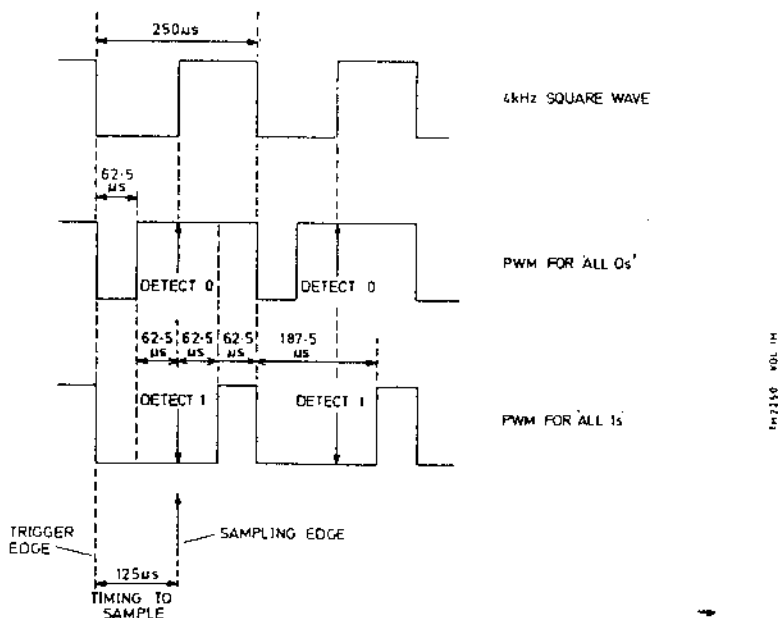 250µs
4kHz SQUARE WAVE
62·5
µs
PWM FOR 'ALL 0s'
DETECT 0
DETECT 0
62·5
µs
62·5
µs
62·5
µs
187·5
µs
DETECT 1
DETECT 1
PWM FOR 'ALL 1s'
TRIGGER
EDGE
SAMPLING EDGE
125µs
TIMING TO
SAMPLE